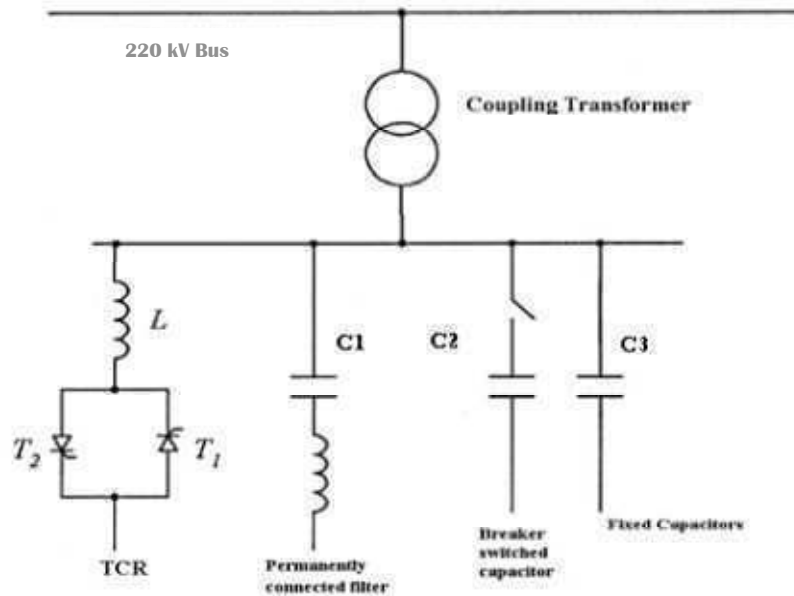 220 kV Bus
Coupling Transformer
L
C1
C2
C3
T2
T1
TCR
Permanently
connected filter
Breaker
switched
capacitor
Fixed Capacitors